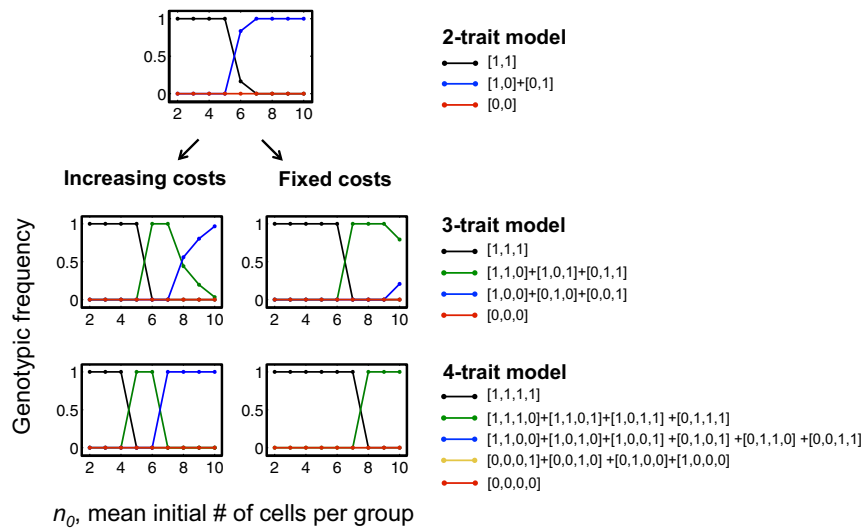 1
0.5
0
2 4 6 8 10
2-trait model
[1,1]
[1,0]+[0,1]
[0,0]
Increasing costs
Fixed costs
Genotypic frequency
1
0.5
0
2 4 6 8 10
1
0.5
0
2 4 6 8 10
3-trait model
[1,1,1]
[1,1,0]+[1,0,1]+[0,1,1]
[1,0,0]+[0,1,0]+[0,0,1]
[0,0,0]
1
0.5
0
2 4 6 8 10
1
0.5
0
2 4 6 8 10
4-trait model
[1,1,1,1]
[1,1,1,0]+[1,1,0,1]+[1,0,1,1] +[0,1,1,1]
[1,1,0,0]+[1,0,1,0]+[1,0,0,1] +[0,1,0,1] +[0,1,1,0] +[0,0,1,1]
[0,0,0,1]+[0,0,1,0] +[0,1,0,0]+[1,0,0,0]
[0,0,0,0]
n0, mean initial # of cells per group